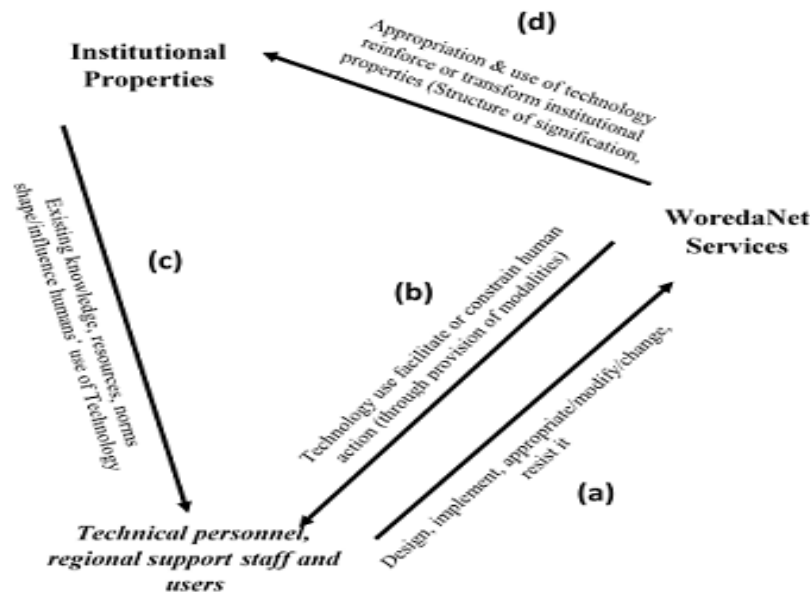 (d)
Appropriation & use of technology
reinforce or transform institutional
properties (Structure of signification,
Institutional
Properties
WoredaNet
Services
(c)
Existing knowledge, resources, norms
shape/influence humans' use of Technology
(b)
Technology use facilitate or constrain human
action (through provision of modalities)
Design, implement, appropriate/modify/change,
resist it
(a)
Technical personnel,
regional support staff and
users